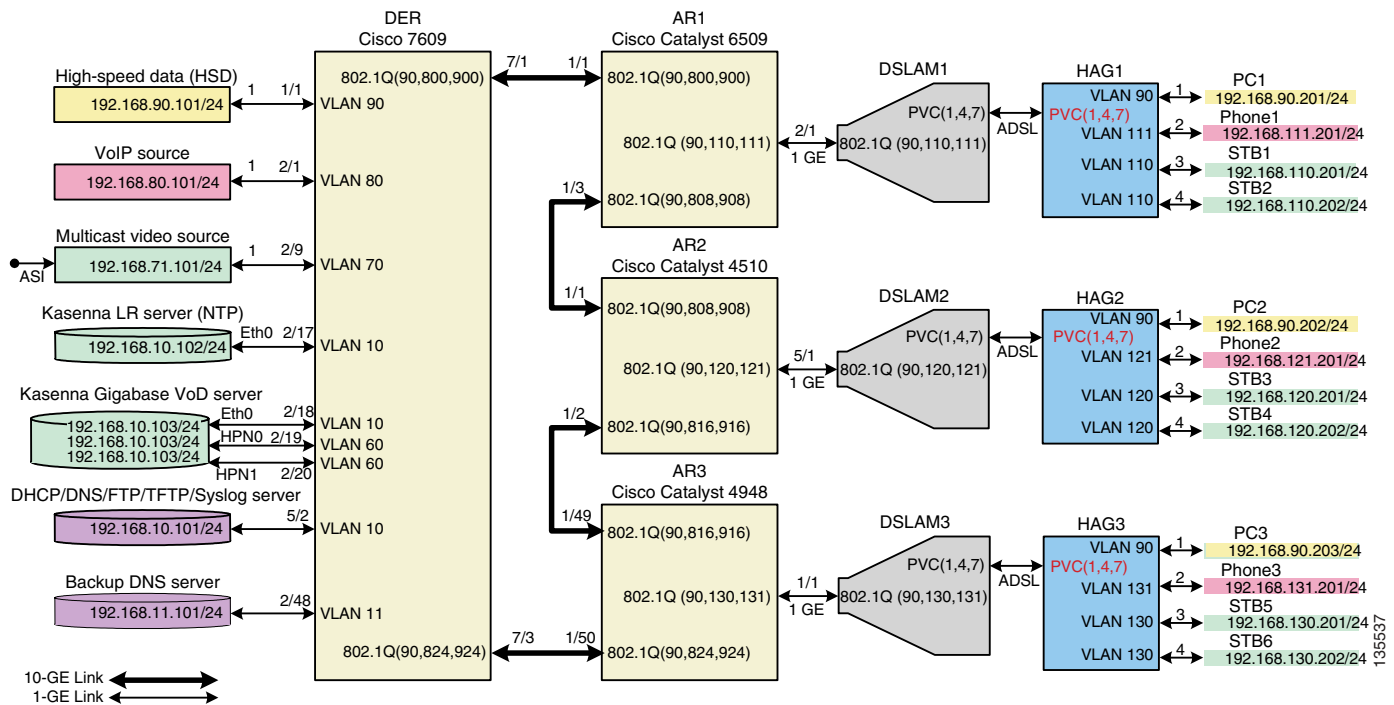 DER
Cisco 7609
High-speed data (HSD)
192.168.90.101/24
1
1/1
VLAN 90
VoIP source
192.168.80.101/24
1
2/1
VLAN 80
Multicast video source
192.168.71.101/24
1
2/9
VLAN 70
ASI
Kasenna LR server (NTP)
192.168.10.102/24
Eth0
2/17
VLAN 10
Kasenna Gigabase VoD server
192.168.10.103/24
192.168.10.103/24
192.168.10.103/24
Eth0
2/18
VLAN 10
HPN0
2/19
VLAN 60
HPN1
2/20
VLAN 60
DHCP/DNS/FTP/TFTP/Syslog server
192.168.10.101/24
5/2
VLAN 10
Backup DNS server
192.168.11.101/24
2/48
VLAN 11
802.1Q(90,800,900)
802.1Q(90,824,924)
10-GE Link
1-GE Link
7/1
1/1
7/3
1/50
AR1
Cisco Catalyst 6509
802.1Q(90,800,900)
802.1Q (90,110,111)
802.1Q(90,808,908)
1/3
2/1
1 GE
DSLAM1
PVC(1,4,7)
802.1Q (90,110,111)
ADSL
HAG1
VLAN 90
PVC(1,4,7)
VLAN 111
VLAN 110
VLAN 110
1
2
3
4
PC1
192.168.90.201/24
Phone1
192.168.111.201/24
STB1
192.168.110.201/24
STB2
192.168.110.202/24
AR2
Cisco Catalyst 4510
1/1
802.1Q(90,808,908)
802.1Q (90,120,121)
802.1Q(90,816,916)
1/2
5/1
1 GE
DSLAM2
PVC(1,4,7)
802.1Q (90,120,121)
ADSL
HAG2
VLAN 90
PVC(1,4,7)
VLAN 121
VLAN 120
VLAN 120
1
2
3
4
PC2
192.168.90.202/24
Phone2
192.168.121.201/24
STB3
192.168.120.201/24
STB4
192.168.120.202/24
AR3
Cisco Catalyst 4948
1/49
802.1Q(90,816,916)
802.1Q (90,130,131)
802.1Q(90,824,924)
1/1
1 GE
DSLAM3
PVC(1,4,7)
802.1Q (90,130,131)
ADSL
HAG3
VLAN 90
PVC(1,4,7)
VLAN 131
VLAN 130
VLAN 130
1
2
3
4
PC3
192.168.90.203/24
Phone3
192.168.131.201/24
STB5
192.168.130.201/24
STB6
192.168.130.202/24
135537